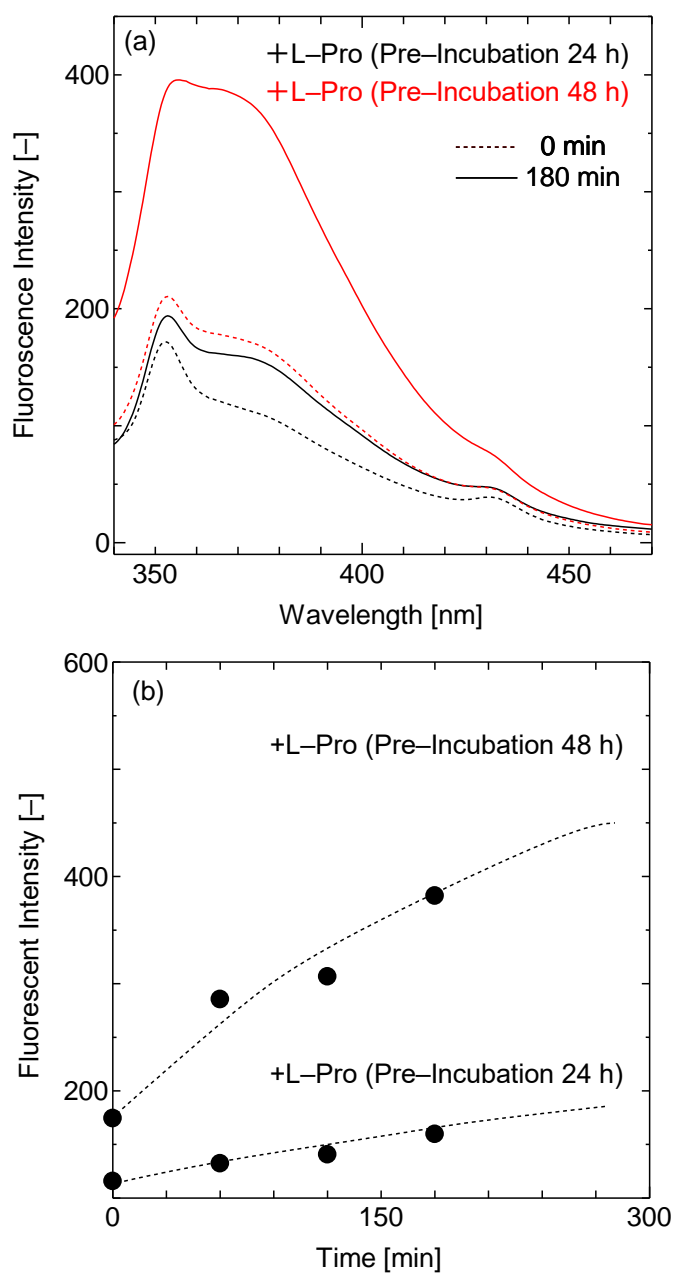 (a)
+L–Pro (Pre–Incubation 24 h)
+L–Pro (Pre–Incubation 48 h)
0 min
180 min
400
200
0
Fluoroscence Intensity [–]
350
400
450
Wavelength [nm]
(b)
600
400
200
+L–Pro (Pre–Incubation 48 h)
+L–Pro (Pre–Incubation 24 h)
Fluorescent Intensity [–]
0
150
300
Time [min]